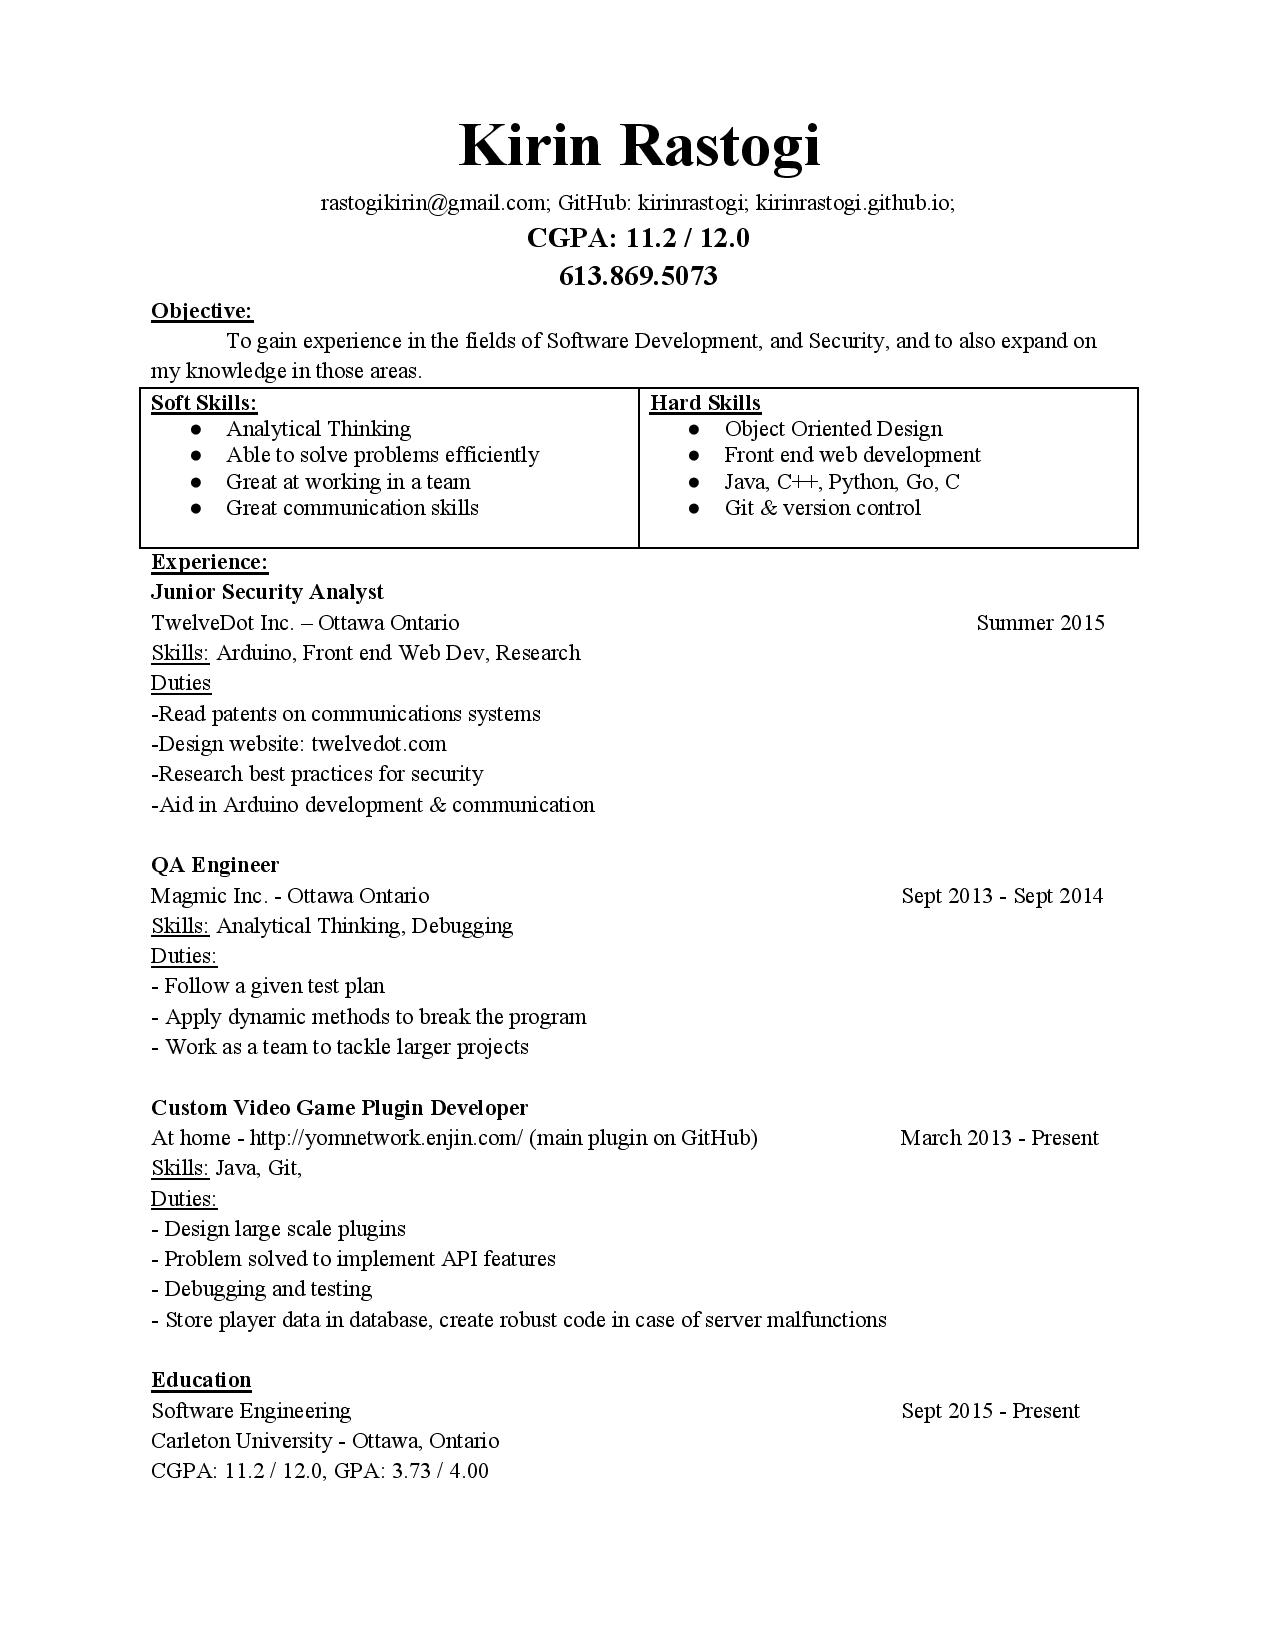 Kirin Rastogi
rastogikirin@gmail.com; GitHub: kirinrastogi; kirinrastogi.github.io;
CGPA: 11.2 / 12.0
613.869.5073
Objective:
To gain experience in the fields of Software Development, and Security, and to also expand on
my knowledge in those areas.
Soft Skills:
● Analytical Thinking
● Able to solve problems efficiently
● Great at working in a team
● Great communication skills
Hard Skills
● Object Oriented Design
● Front end web development
● Java, C++, Python, Go, C
● Git & version control
Experience:
Junior Security Analyst
TwelveDot Inc. – Ottawa Ontario Summer 2015
Skills: Arduino, Front end Web Dev, Research
Duties
-Read patents on communications systems
-Design website: twelvedot.com
-Research best practices for security
-Aid in Arduino development & communication
QA Engineer
Magmic Inc. - Ottawa Ontario Sept 2013 - Sept 2014
Skills: Analytical Thinking, Debugging
Duties:
- Follow a given test plan
- Apply dynamic methods to break the program
- Work as a team to tackle larger projects
Custom Video Game Plugin Developer
At home - http://yomnetwork.enjin.com/ (main plugin on GitHub) March 2013 - Present
Skills: Java, Git,
Duties:
- Design large scale plugins
- Problem solved to implement API features
- Debugging and testing
- Store player data in database, create robust code in case of server malfunctions
Education
Software Engineering Sept 2015 - Present
Carleton University - Ottawa, Ontario
CGPA: 11.2 / 12.0, GPA: 3.73 / 4.00